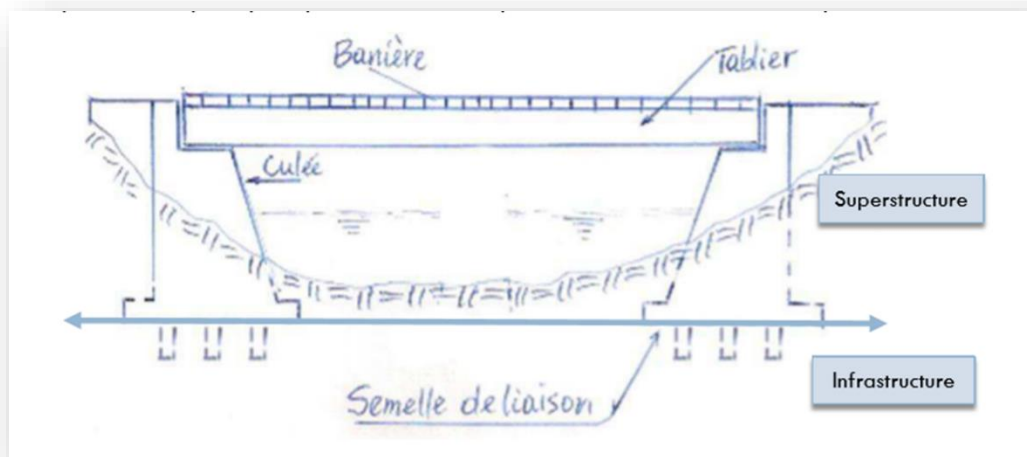 Banière
Tablier
Culée
Superstructure
Infrastructure
Semelle de liaison